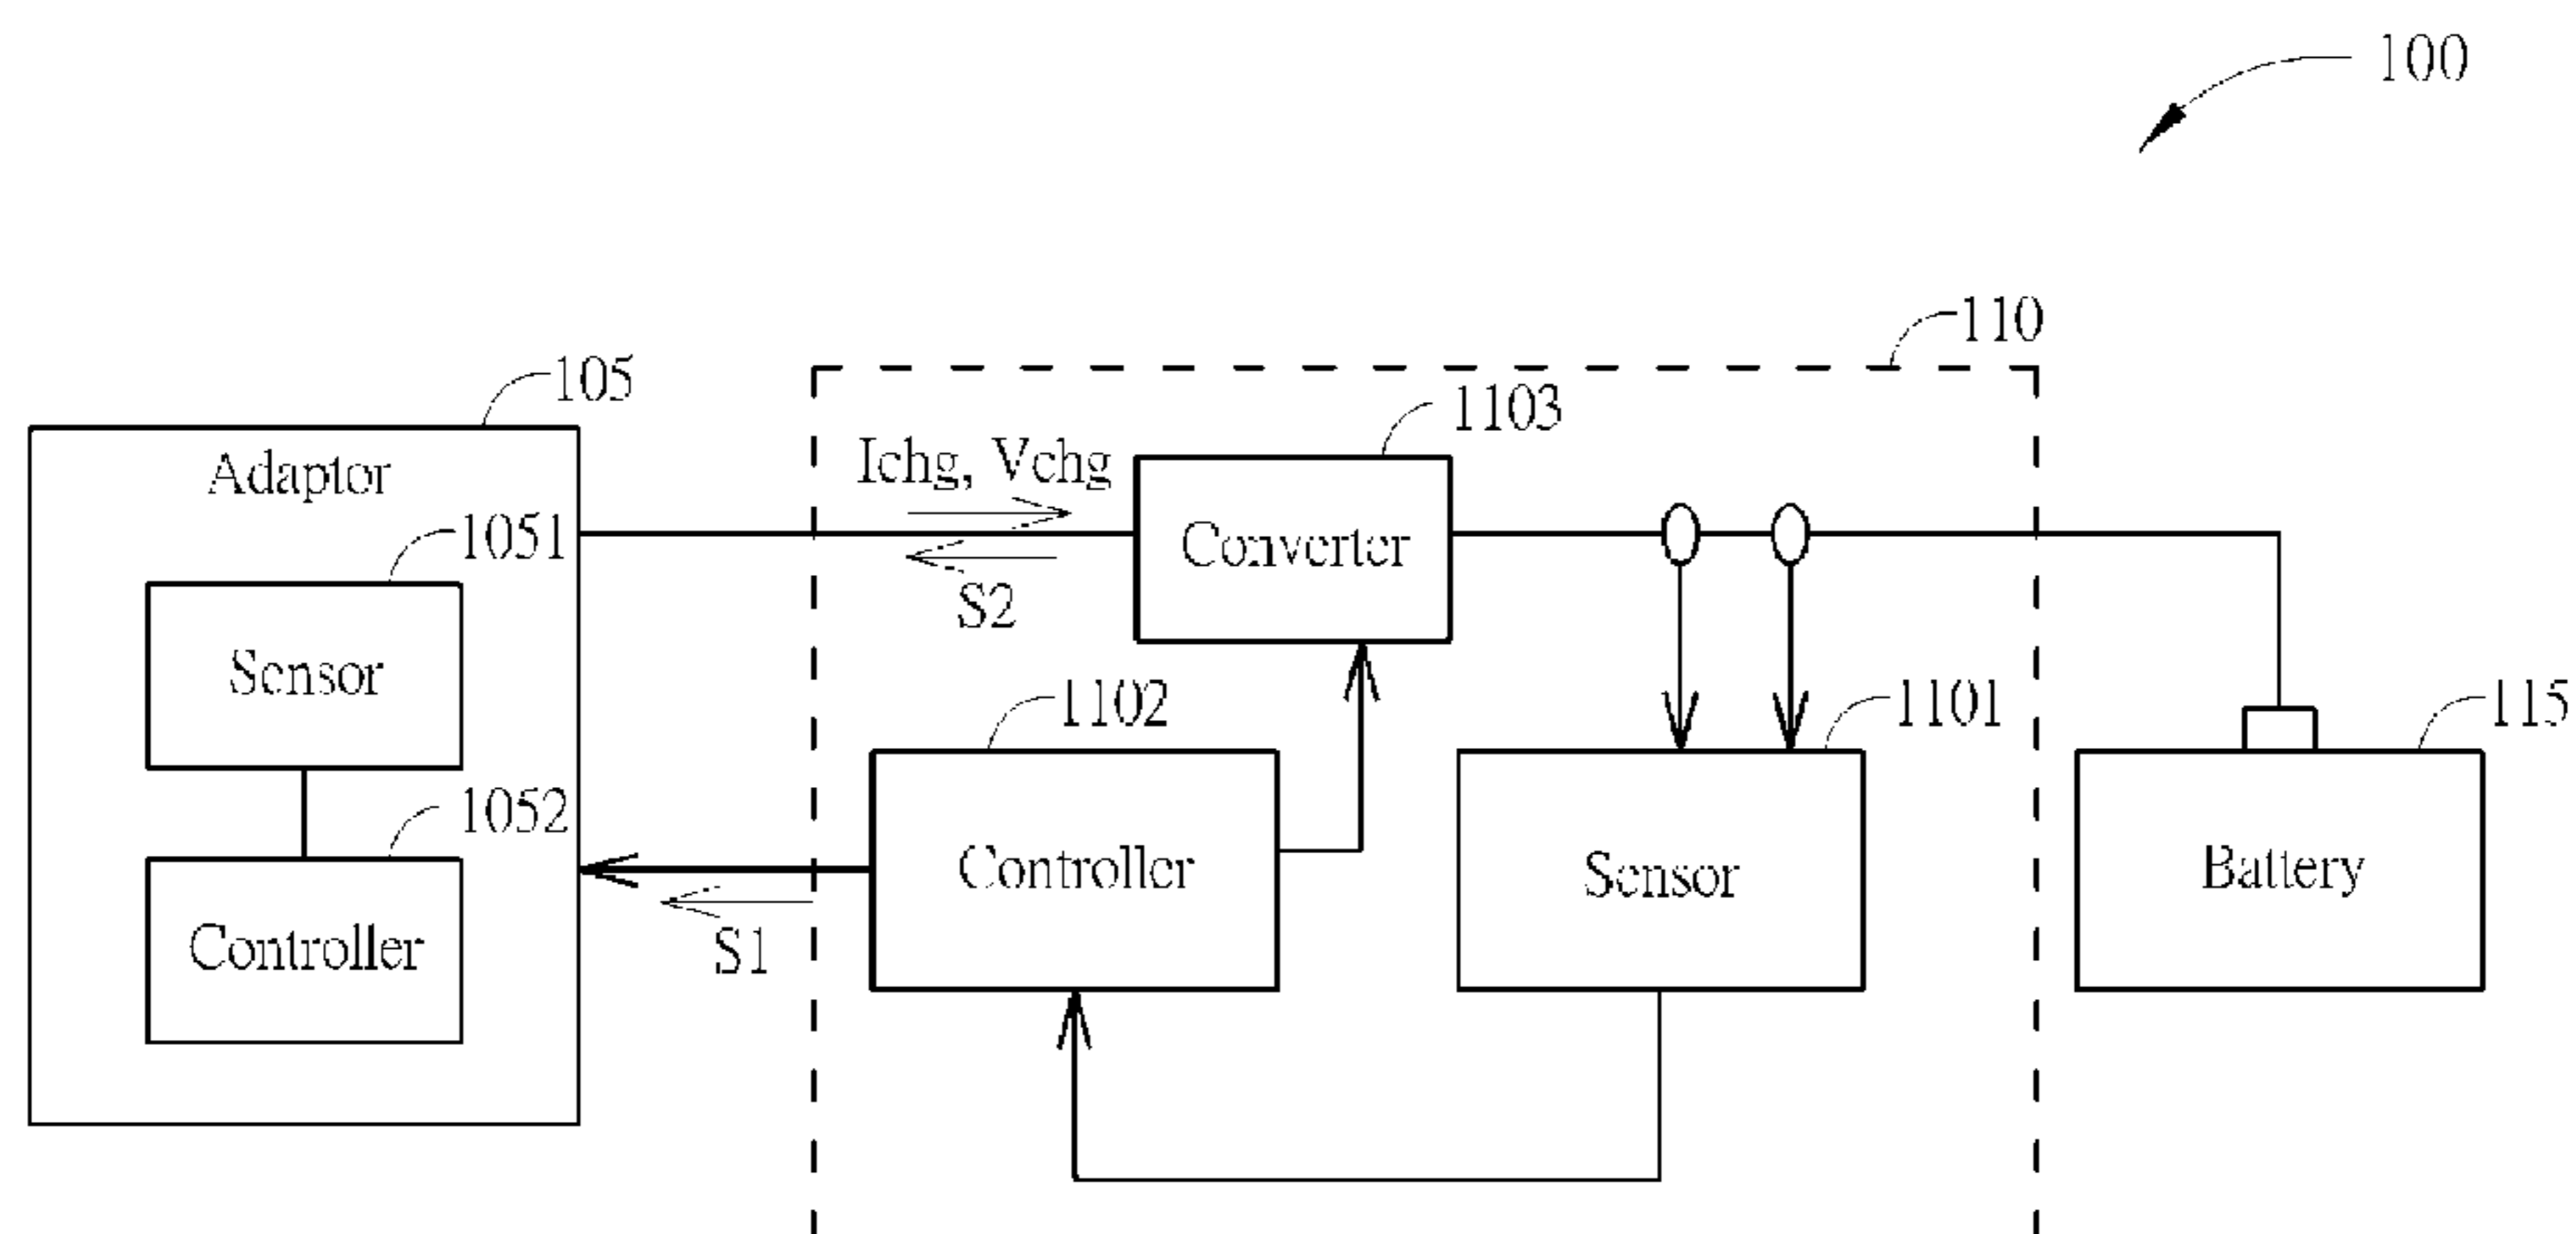 100
110
105
1103
Adaptor
Ichg, Vchg
1051
Converter
S2
Sensor
1102
1101
115
1052
Controller
Sensor
Battery
Controller
S1